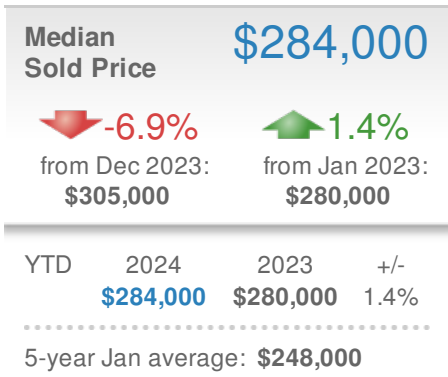 Median $284,000
Sold Price
-6.9% 1.4%
from Dec 2023: from Jan 2023:
$305,000 $280,000
YTD 2024 2023 +/-
$284,000 $280,000 1.4%
5-year Jan average: $248,000